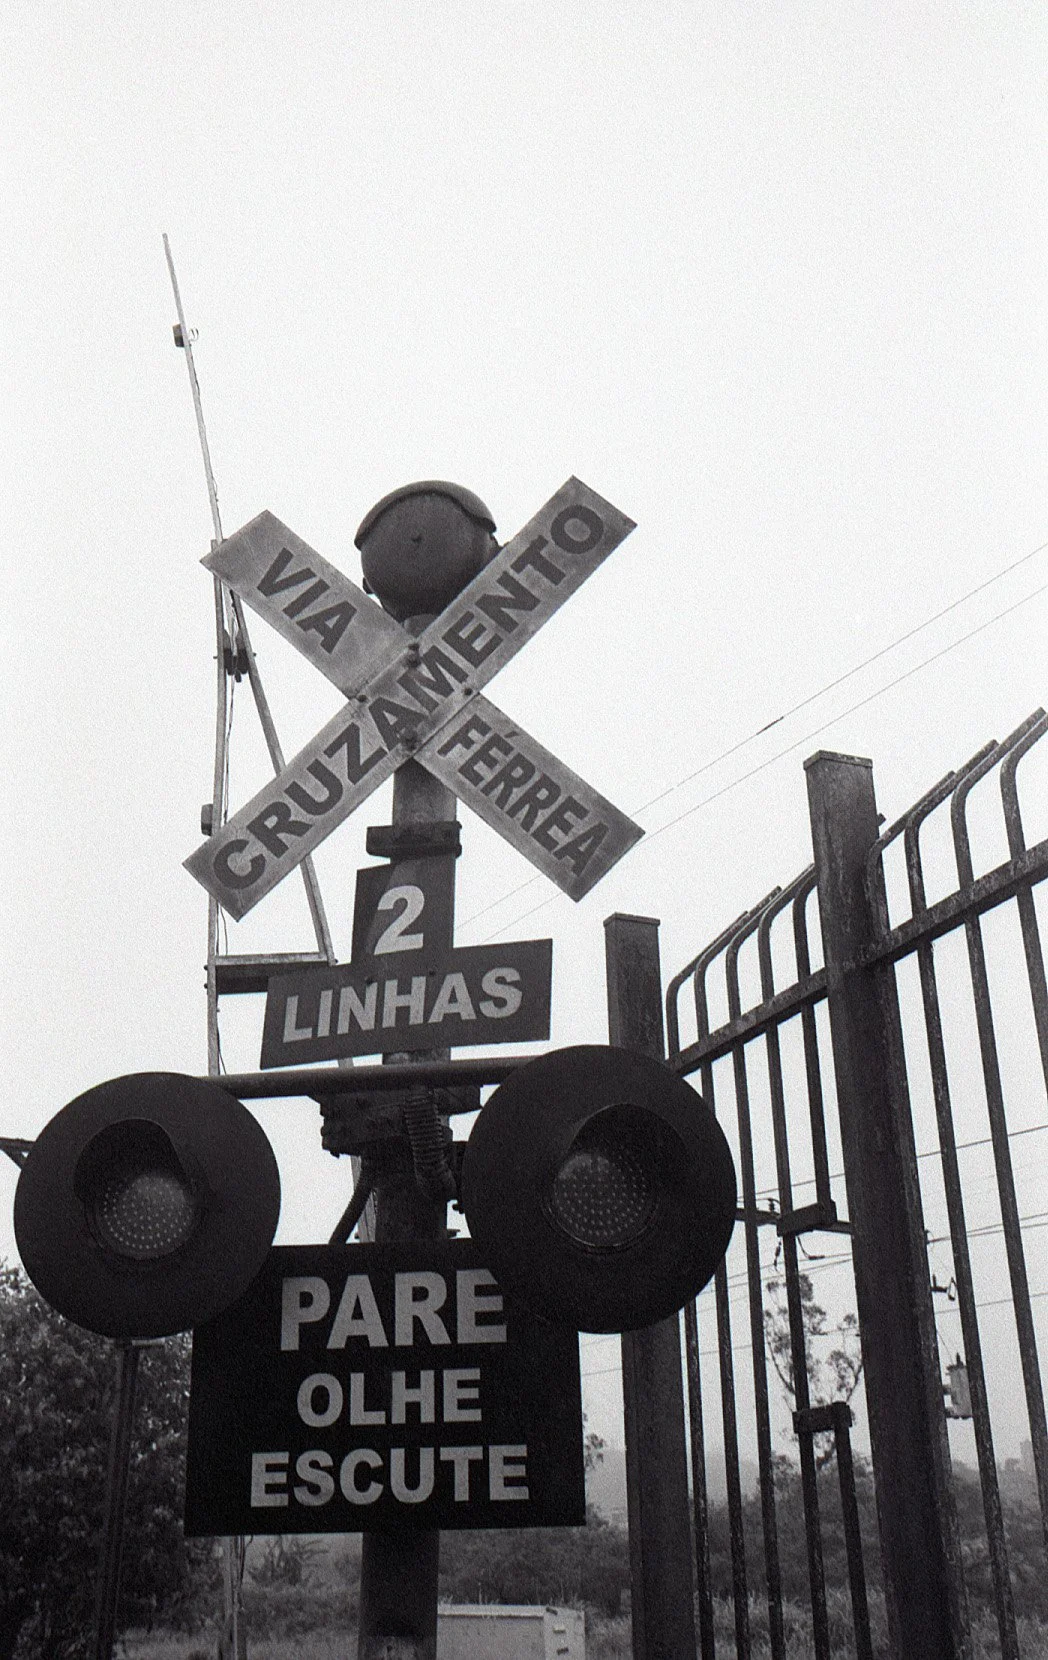 VIA
CRUZAMENTO
FÉRREA
2
LINHAS
PARE
OLHE
ESCUTE